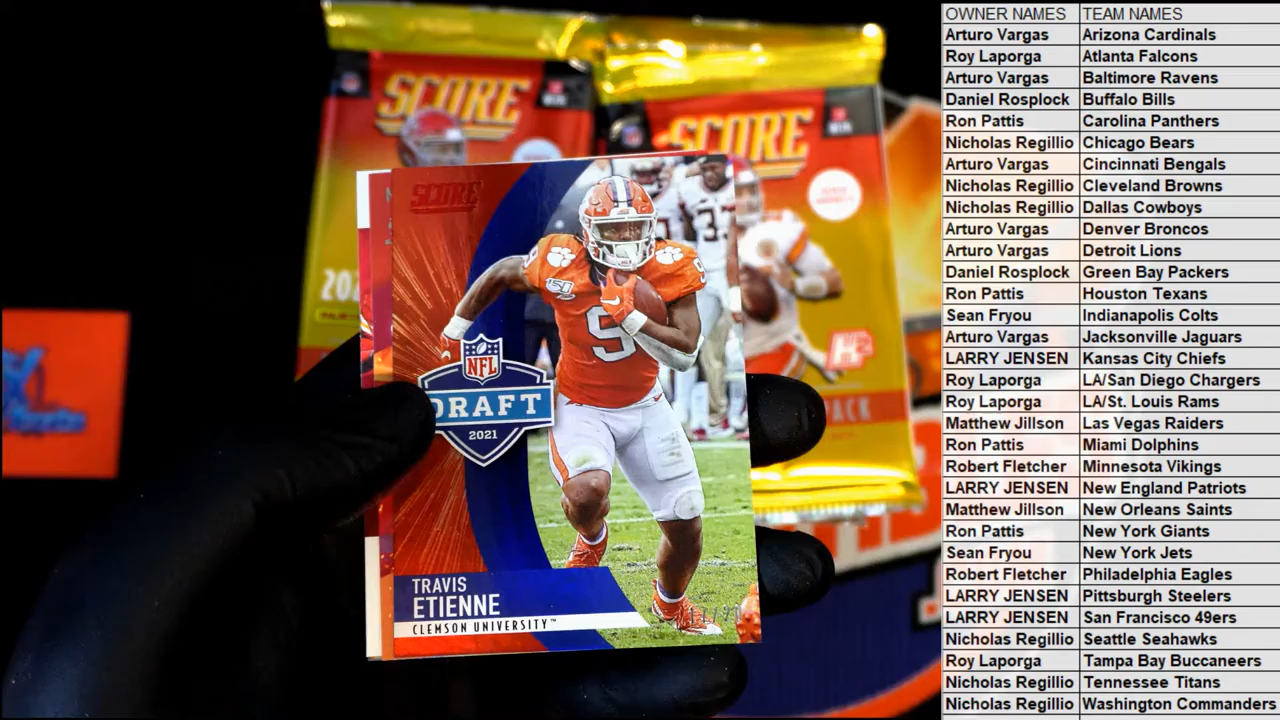 OWNER NAMES TEAM NAMES
Arturo Vargas Arizona Cardinals
Roy Laporga Atlanta Falcons
Arturo Vargas Baltimore Ravens
Daniel Rosplock Buffalo Bills
Ron Pattis Carolina Panthers
Nicholas Regillio Chicago Bears
Arturo Vargas Cincinnati Bengals
Nicholas Regillio Cleveland Browns
Nicholas Regillio Dallas Cowboys
Arturo Vargas Denver Broncos
Arturo Vargas Detroit Lions
Daniel Rosplock Green Bay Packers
Ron Pattis Houston Texans
Sean Fryou Indianapolis Colts
Arturo Vargas Jacksonville Jaguars
LARRY JENSEN Kansas City Chiefs
Roy Laporga LA/San Diego Chargers
Roy Laporga LA/St. Louis Rams
Matthew Jillson Las Vegas Raiders
Ron Pattis Miami Dolphins
Robert Fletcher Minnesota Vikings
LARRY JENSEN New England Patriots
Matthew Jillson New Orleans Saints
Ron Pattis New York Giants
Sean Fryou New York Jets
Robert Fletcher Philadelphia Eagles
LARRY JENSEN Pittsburgh Steelers
LARRY JENSEN San Francisco 49ers
Nicholas Regillio Seattle Seahawks
Roy Laporga Tampa Bay Buccaneers
Nicholas Regillio Tennessee Titans
Nicholas Regillio Washington Commanders
SCORE
SCORE
SCORE
H2
PACK
150
9
9
NFL
DRAFT
2021
TRAVIS
ETIENNE
CLEMSON UNIVERSITY™